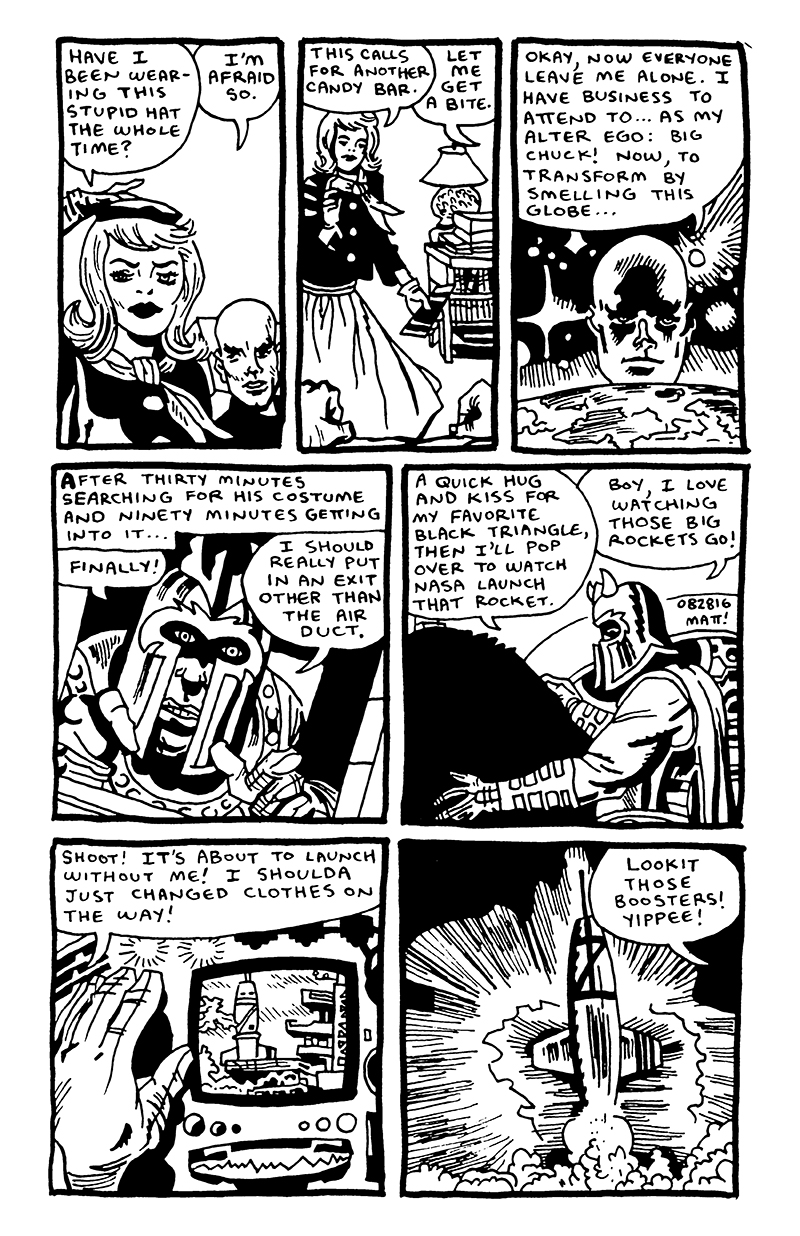 HAVE I
BEEN WEAR-
ING THIS
STUPID HAT
THE WHOLE
TIME?
I'M
AFRAID
SO.
THIS CALLS
FOR ANOTHER
CANDY BAR.
LET
ME
GET
A BITE.
OKAY, NOW EVERYONE
LEAVE ME ALONE. I
HAVE BUSINESS TO
ATTEND TO... AS MY
ALTER EGO: BIG
CHUCK! NOW, TO
TRANSFORM BY
SMELLING THIS
GLOBE...
AFTER THIRTY MINUTES
SEARCHING FOR HIS COSTUME
AND NINETY MINUTES GETTING
INTO IT...
FINALLY!
I SHOULD
REALLY PUT
IN AN EXIT
OTHER THAN
THE AIR
DUCT.
A QUICK HUG
AND KISS FOR
MY FAVORITE
BLACK TRIANGLE,
THEN I'LL POP
OVER TO WATCH
NASA LAUNCH
THAT ROCKET.
BOY, I LOVE
WATCHING
THOSE BIG
ROCKETS GO!
082816
MATT!
SHOOT! IT'S ABOUT TO LAUNCH
WITHOUT ME! I SHOULDA
JUST CHANGED CLOTHES ON
THE WAY!
LOOKIT
THOSE
BOOSTERS!
YIPPEE!